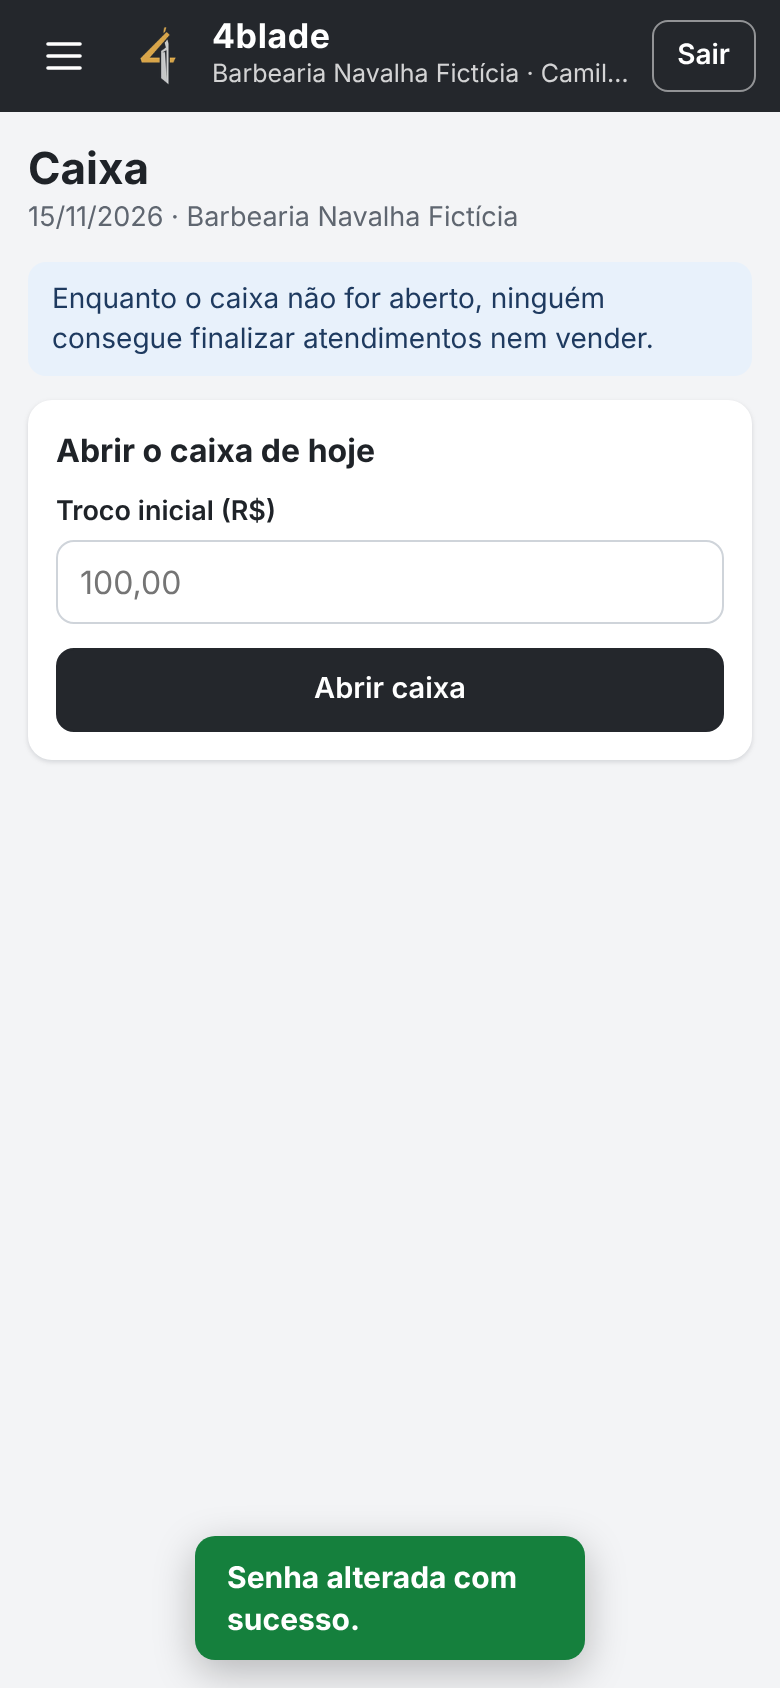 4blade
Barbearia Navalha Fictícia · Camil...
Sair
Caixa
15/11/2026 · Barbearia Navalha Fictícia
Enquanto o caixa não for aberto, ninguém
consegue finalizar atendimentos nem vender.
Abrir o caixa de hoje
Troco inicial (R$)
100,00
Abrir caixa
Senha alterada com
sucesso.